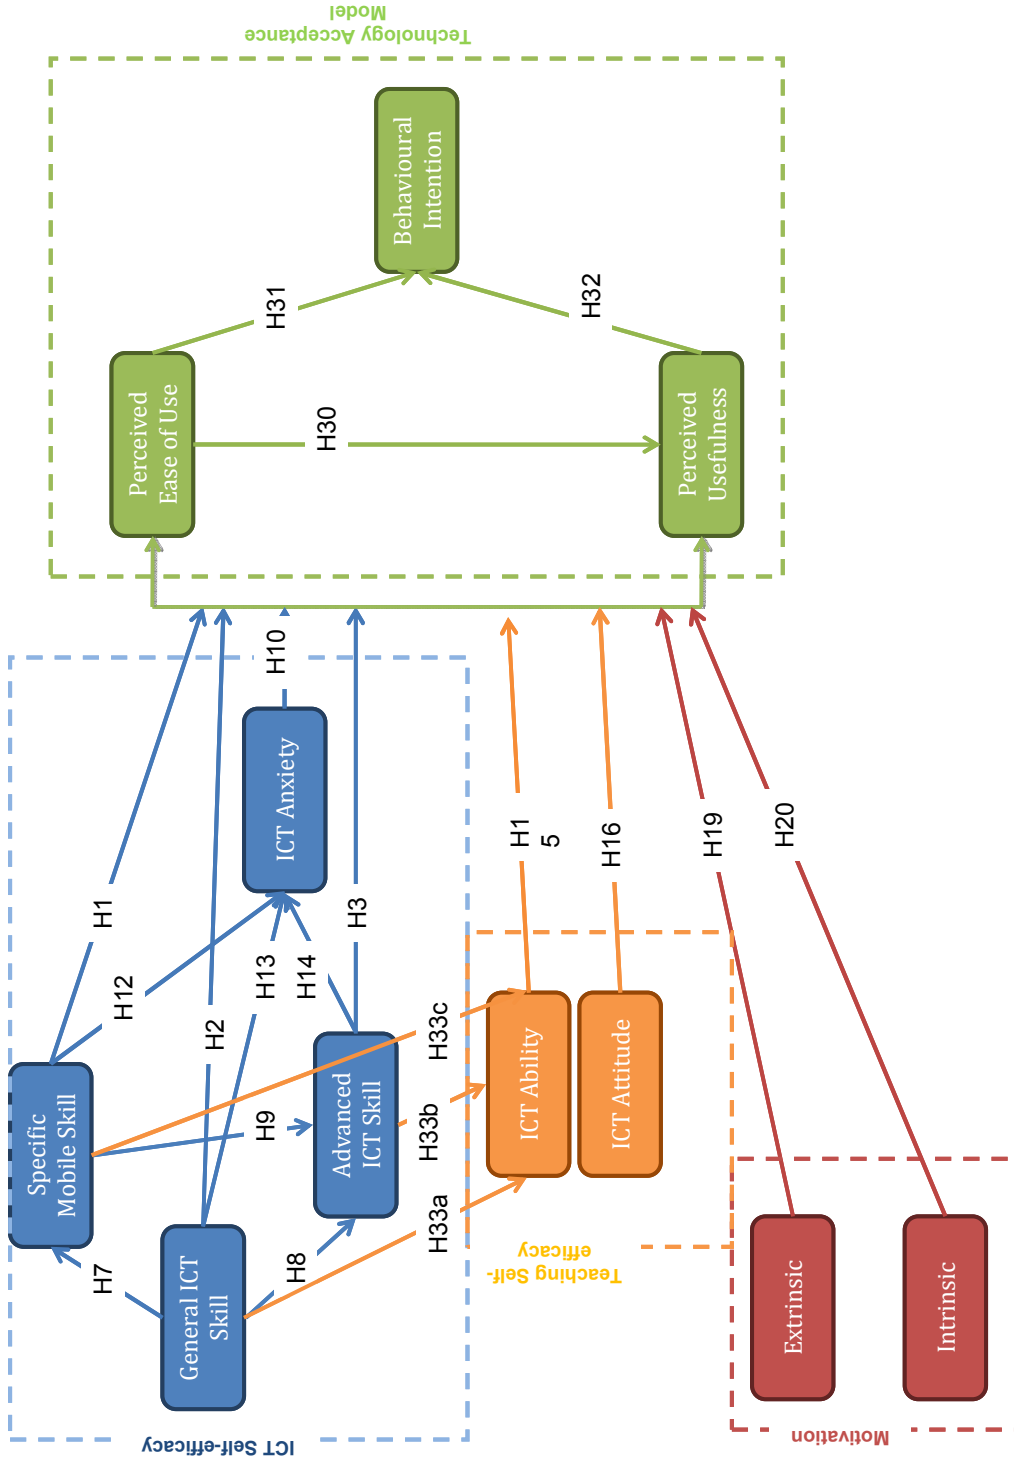 ICT Self-efficacy
Specific
Mobile Skill
General ICT
Skill
Advanced
ICT Skill
ICT Anxiety
H7
H8
H9
H12
H13
H14
H1
H2
H10
H3
H33a
H33b
H33c
Teaching Self-
efficacy
ICT Ability
ICT Attitude
H1
5
H16
Motivation
Extrinsic
Intrinsic
H19
H20
Technology Acceptance
Model
Perceived
Ease of Use
Perceived
Usefulness
Behavioural
Intention
H30
H31
H32